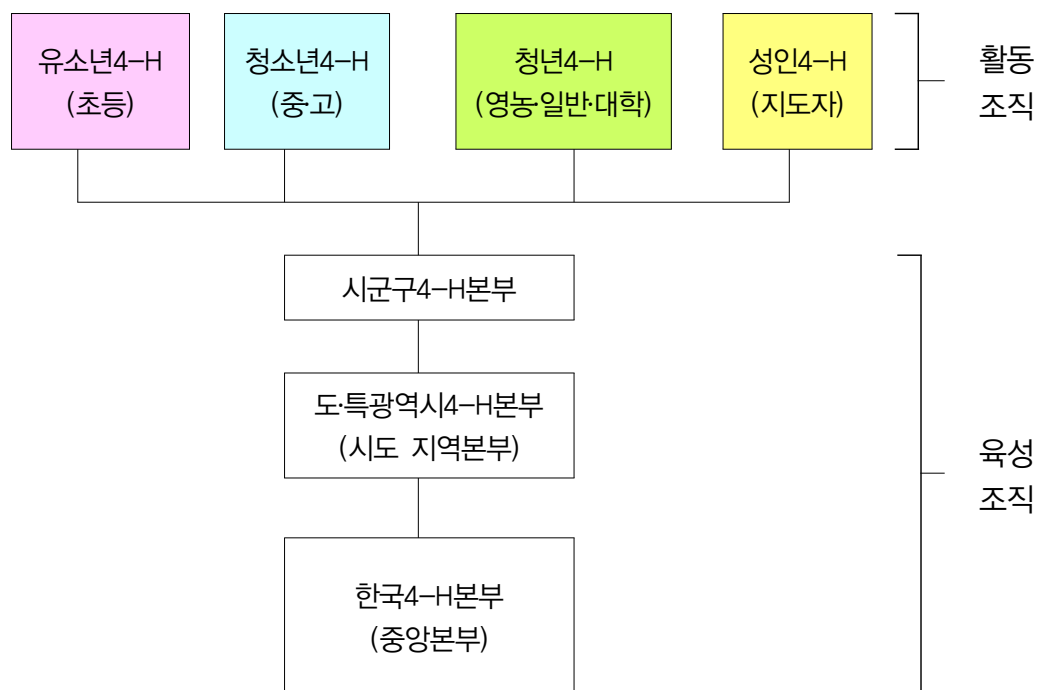 유소년4-H
(초등)
청소년4-H
(중·고)
청년4-H
(영농·일반·대학)
성인4-H
(지도자)
활동
조직
시군구4-H본부
도·특광역시4-H본부
(시도 지역본부)
육성
조직
한국4-H본부
(중앙본부)